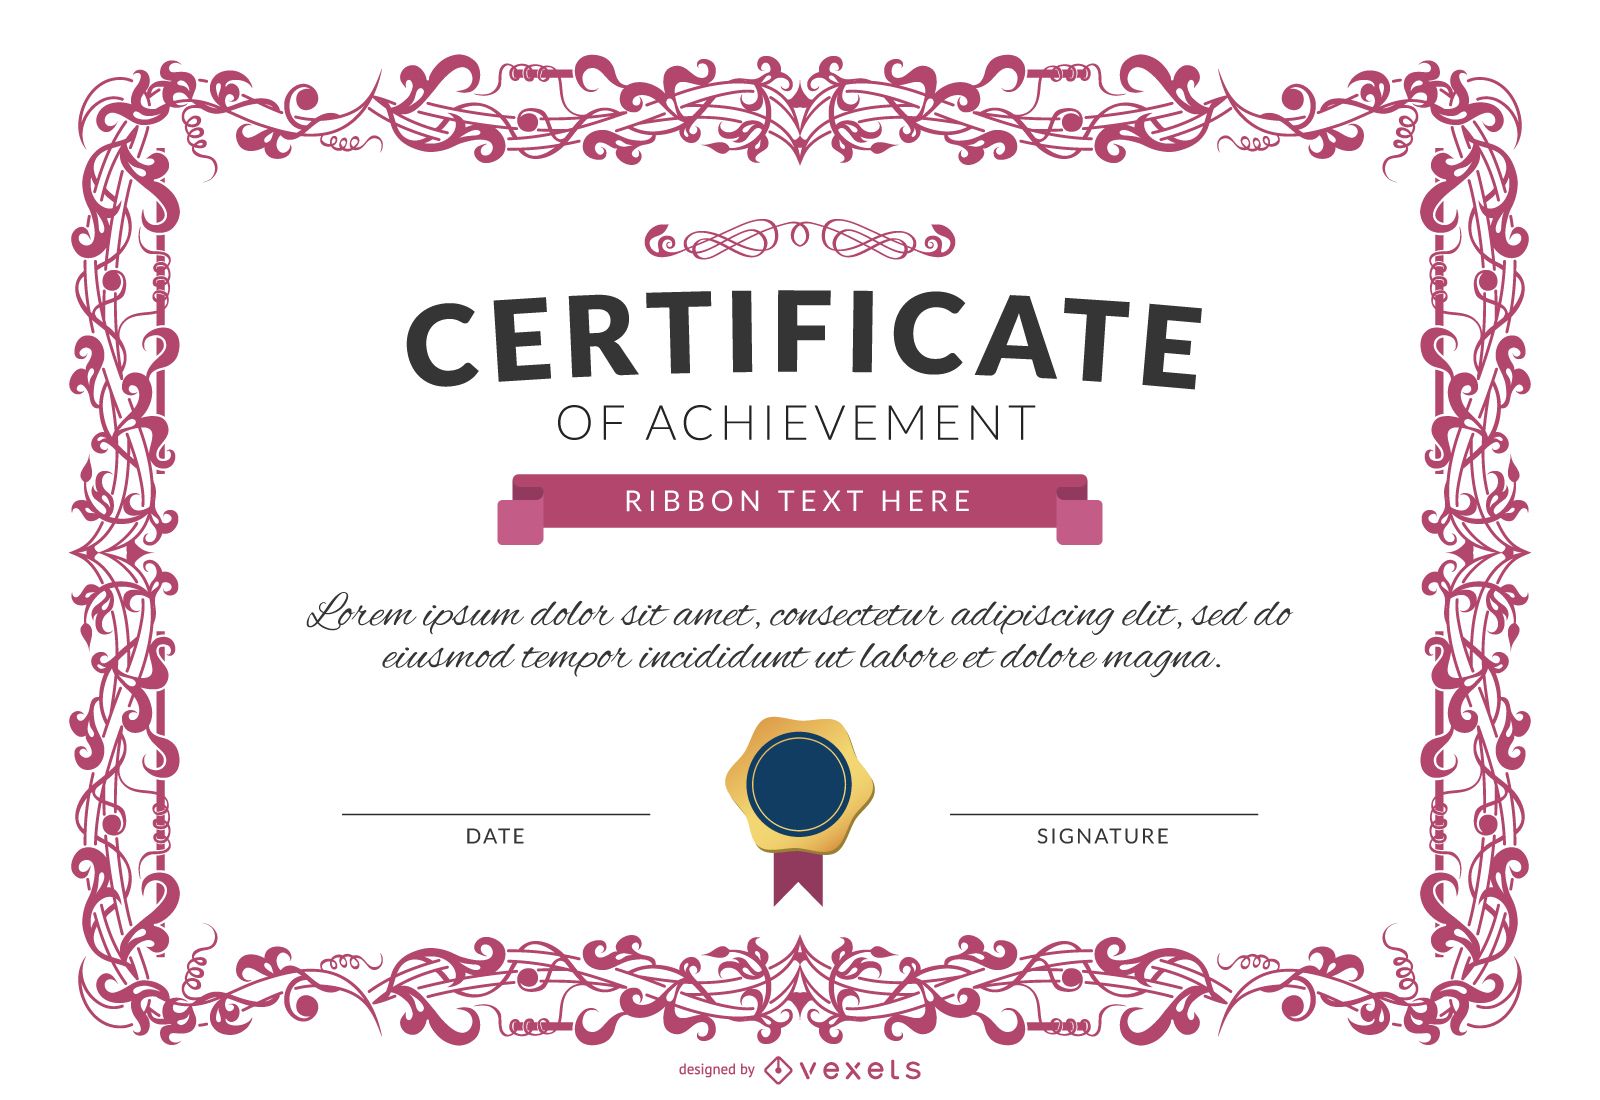 CERTIFICATE
OF ACHIEVEMENT
RIBBON TEXT HERE
Lorem ipsum dolor sit amet, consectetur adipiscing elit, sed do
eiusmod tempor incididunt ut labore et dolore magna.
DATE
SIGNATURE
designed by vexels